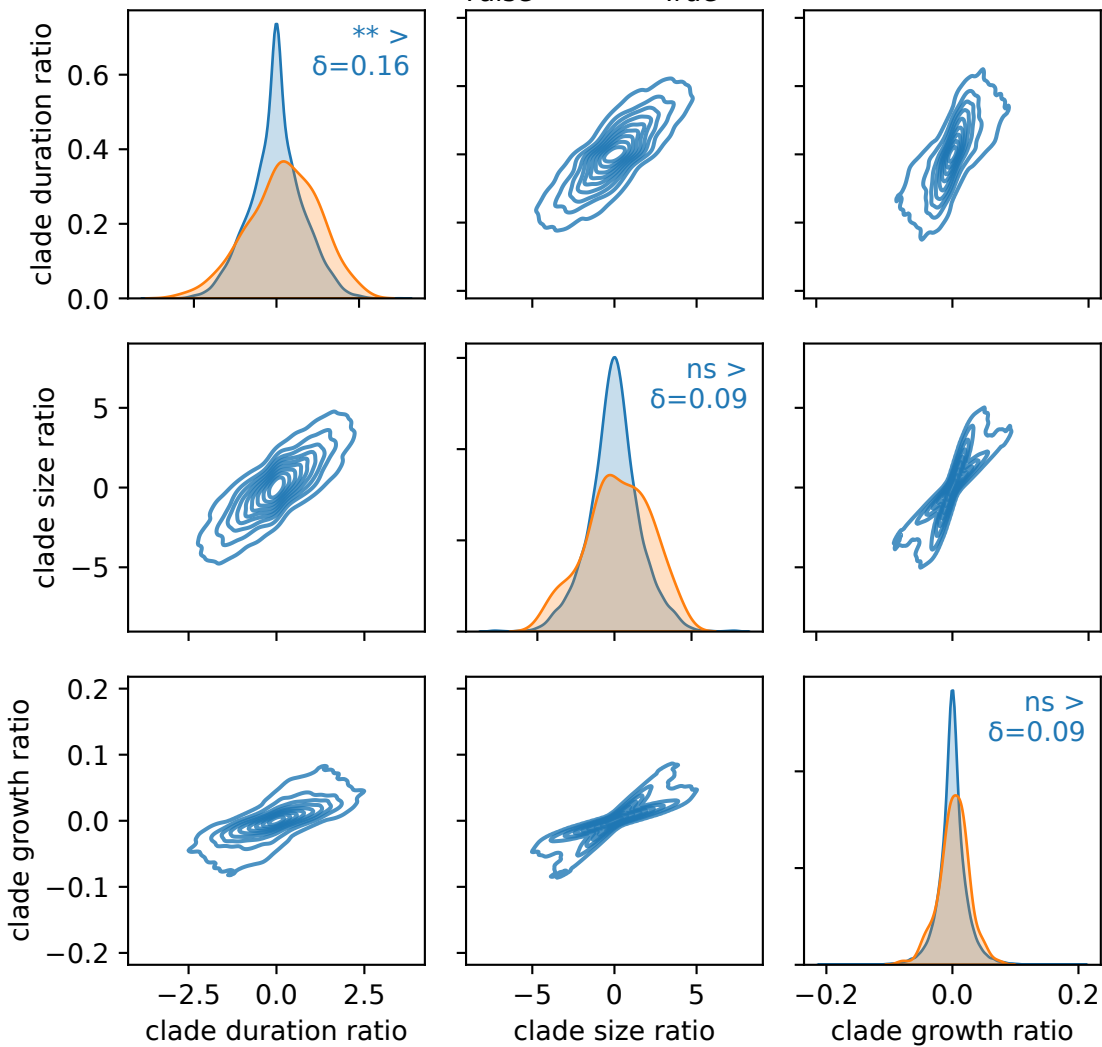 ** >
δ=0.16
clade duration ratio
0.6
0.4
0.2
0.0
ns >
δ=0.09
clade size ratio
5
0
−5
ns >
δ=0.09
clade growth ratio
0.2
0.1
0.0
−0.1
−0.2
−2.5 0.0 2.5
−5 0 5
−0.2 0.0 0.2
clade duration ratio
clade size ratio
clade growth ratio